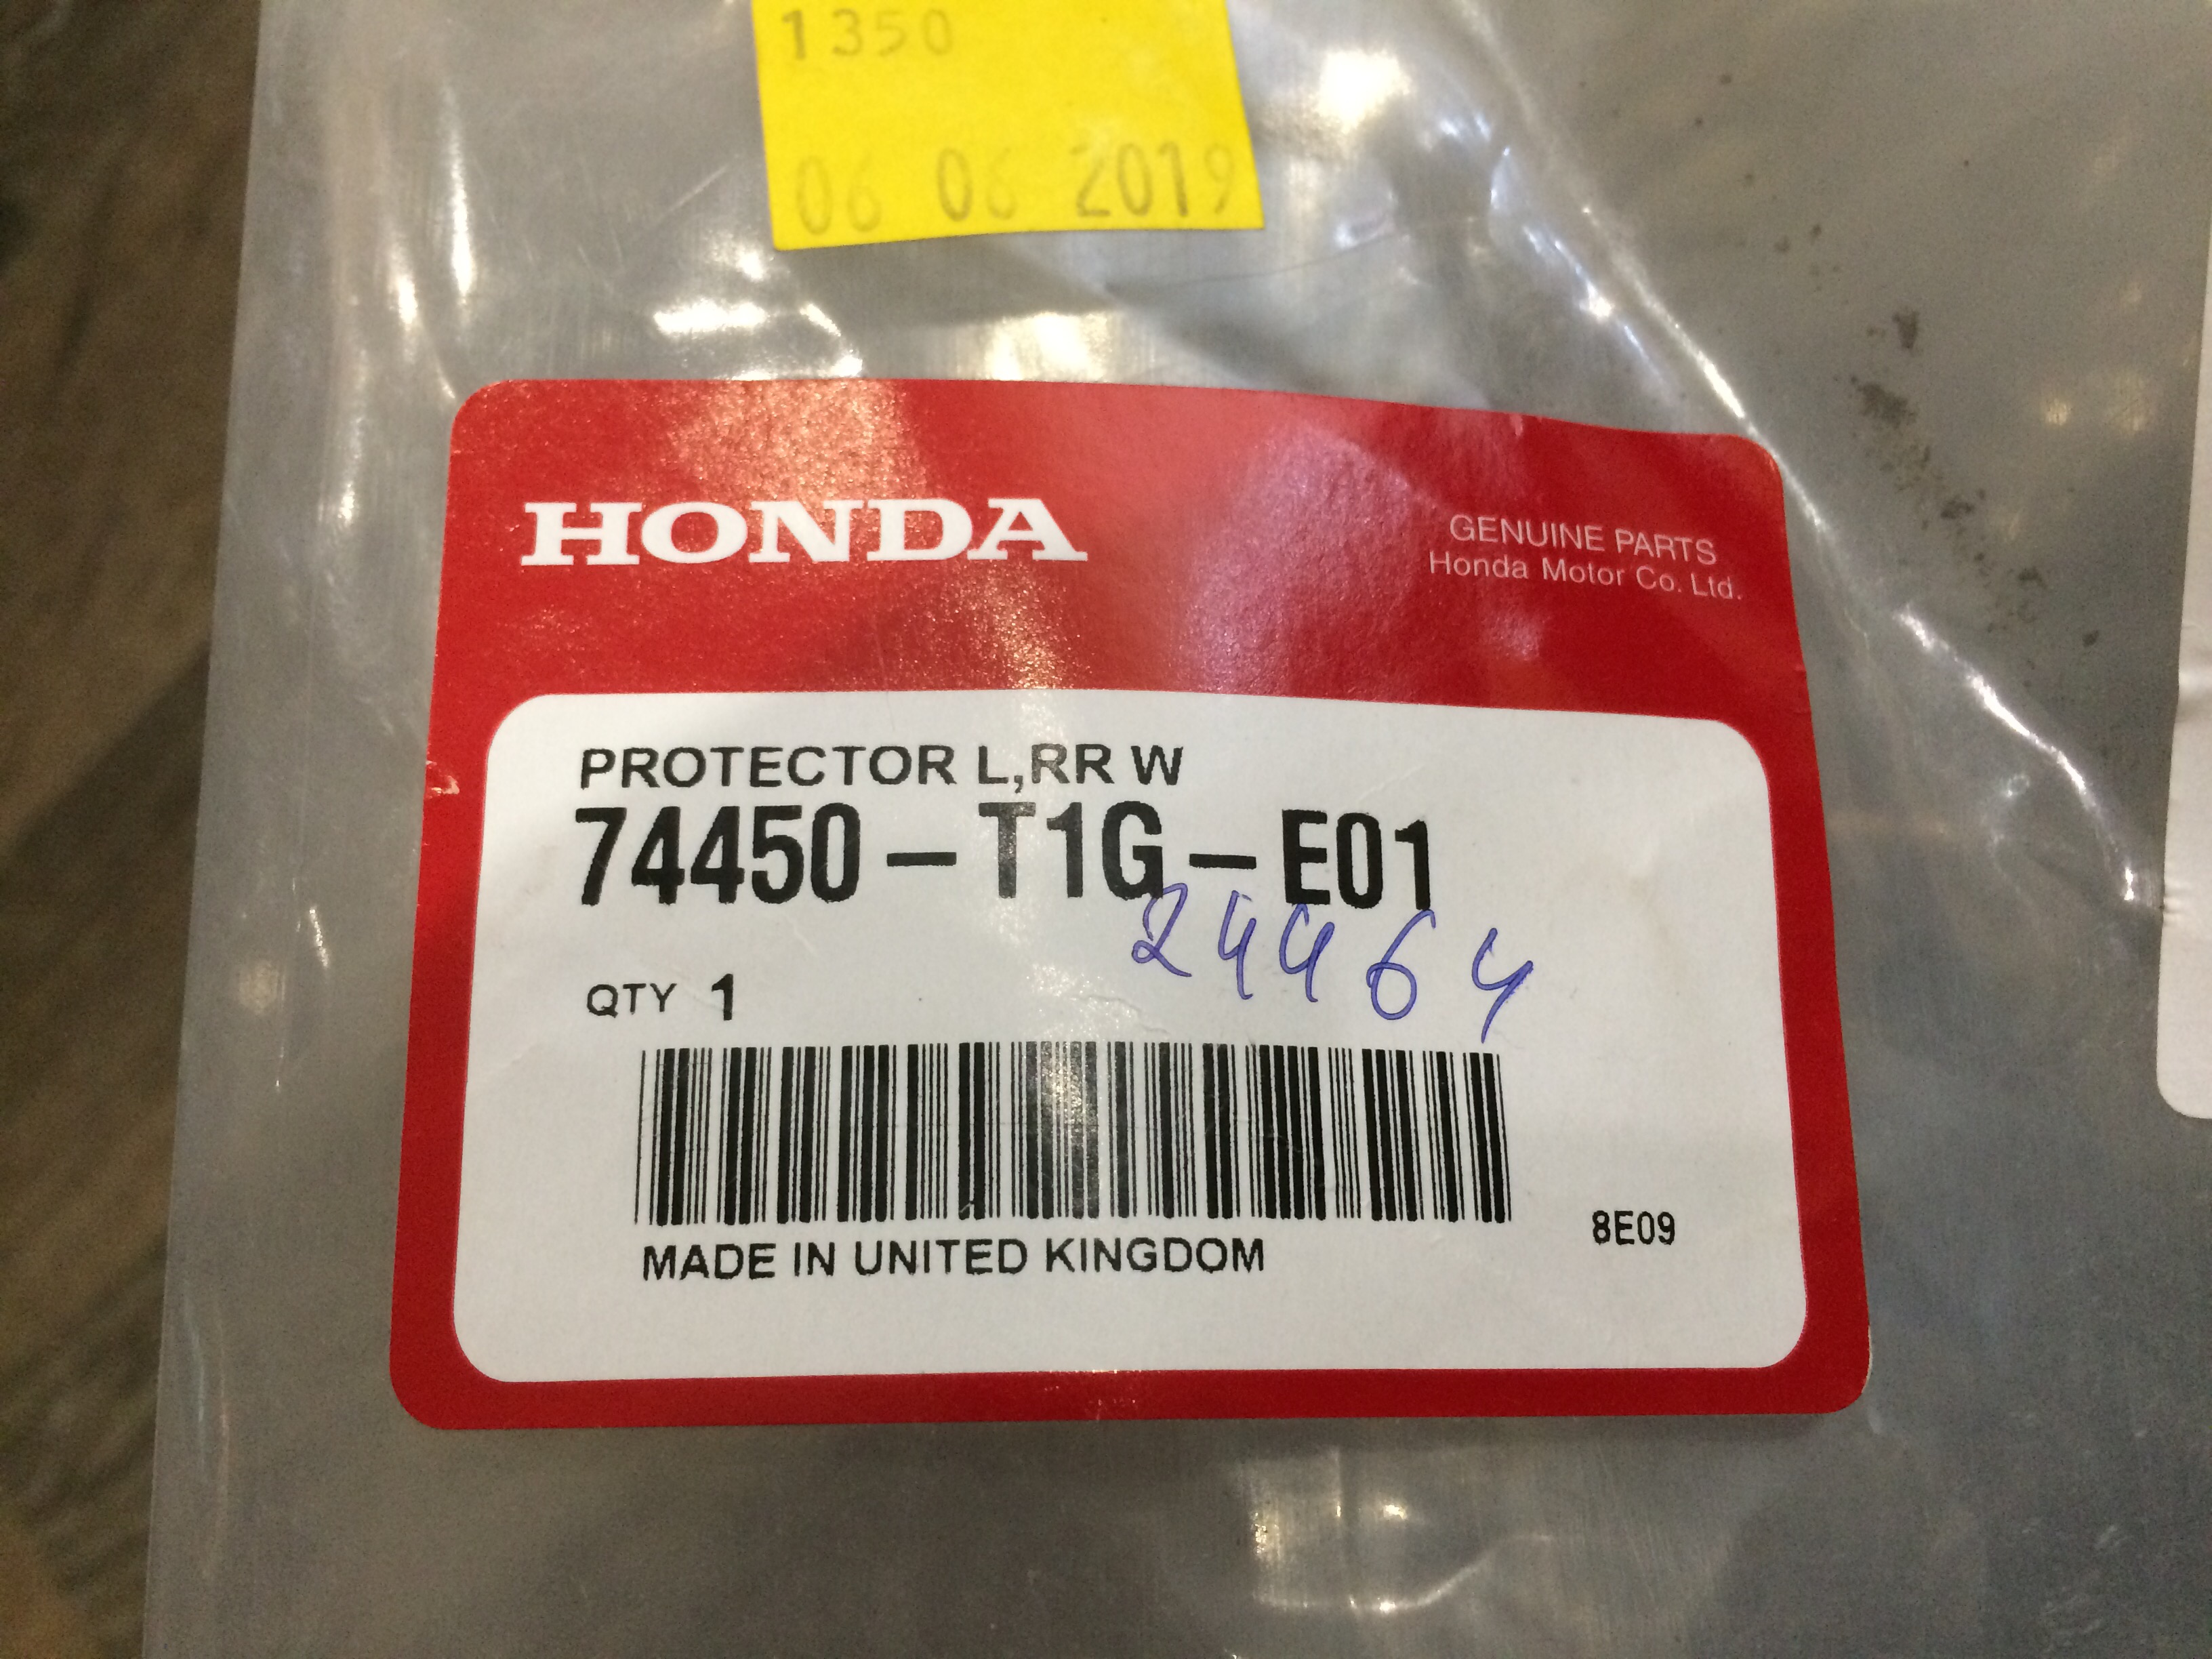 1350
06 06 2019
HONDA
GENUINE PARTS
Honda Motor Co. Ltd.
PROTECTOR L,RR W
74450-T1G-E01
24464
QTY 1
MADE IN UNITED KINGDOM
8E09